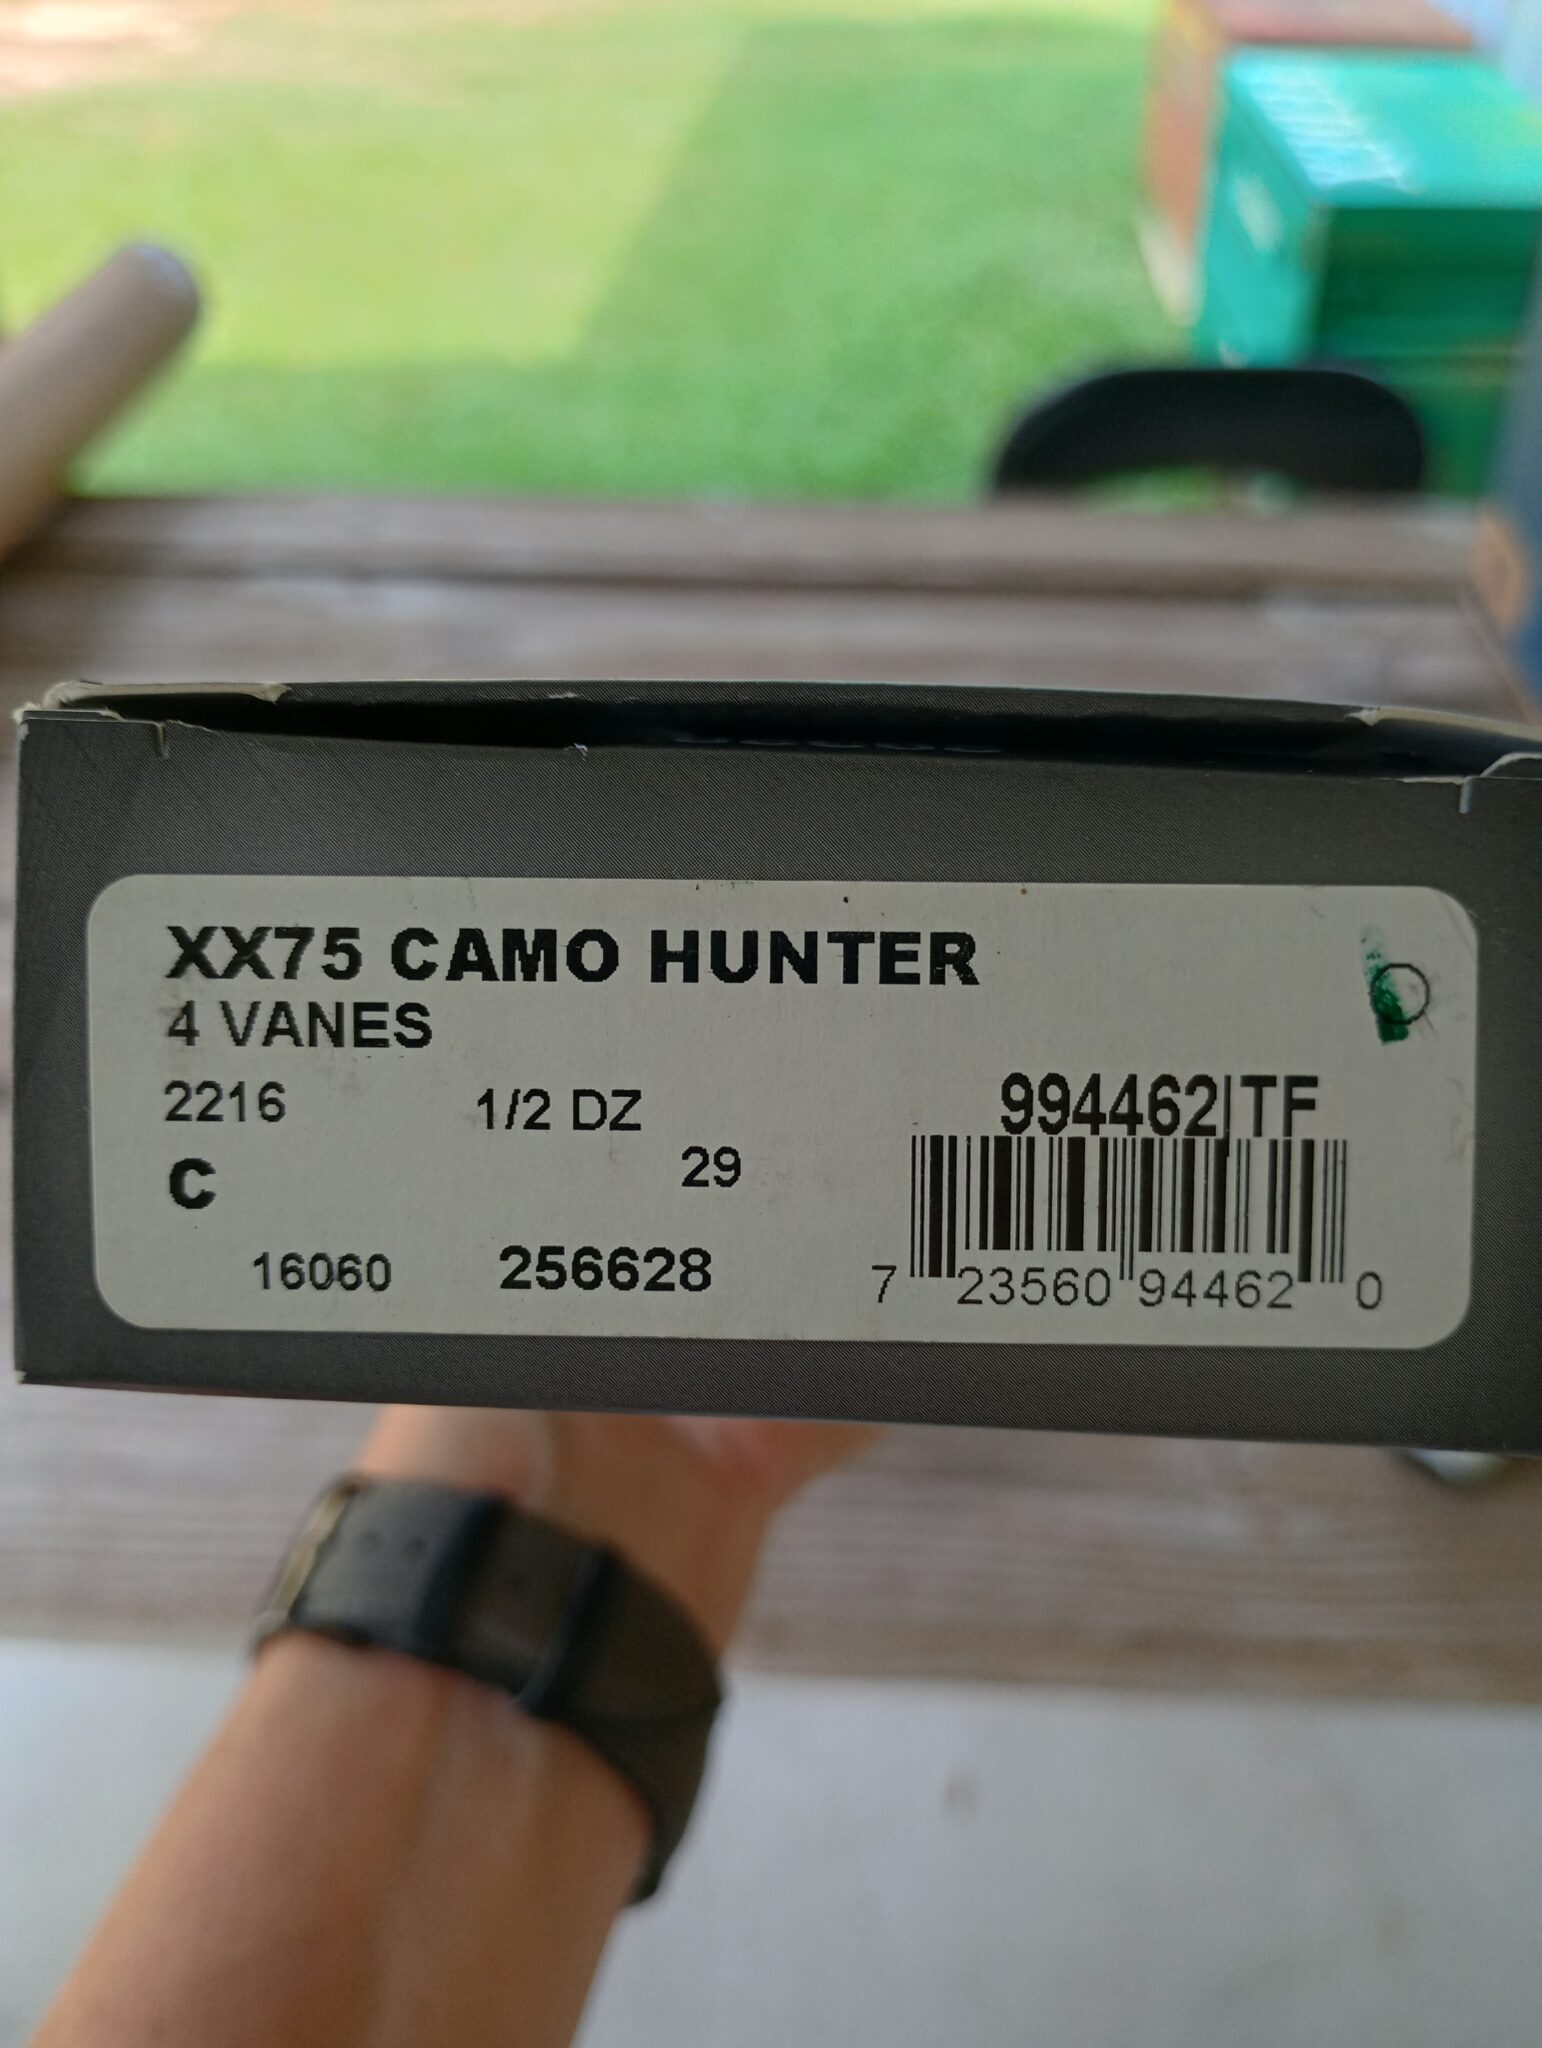 XX75 CAMO HUNTER
4 VANES
2216 1/2 DZ
994462|TF
29
C
16060 256628
7 23560 94462 0